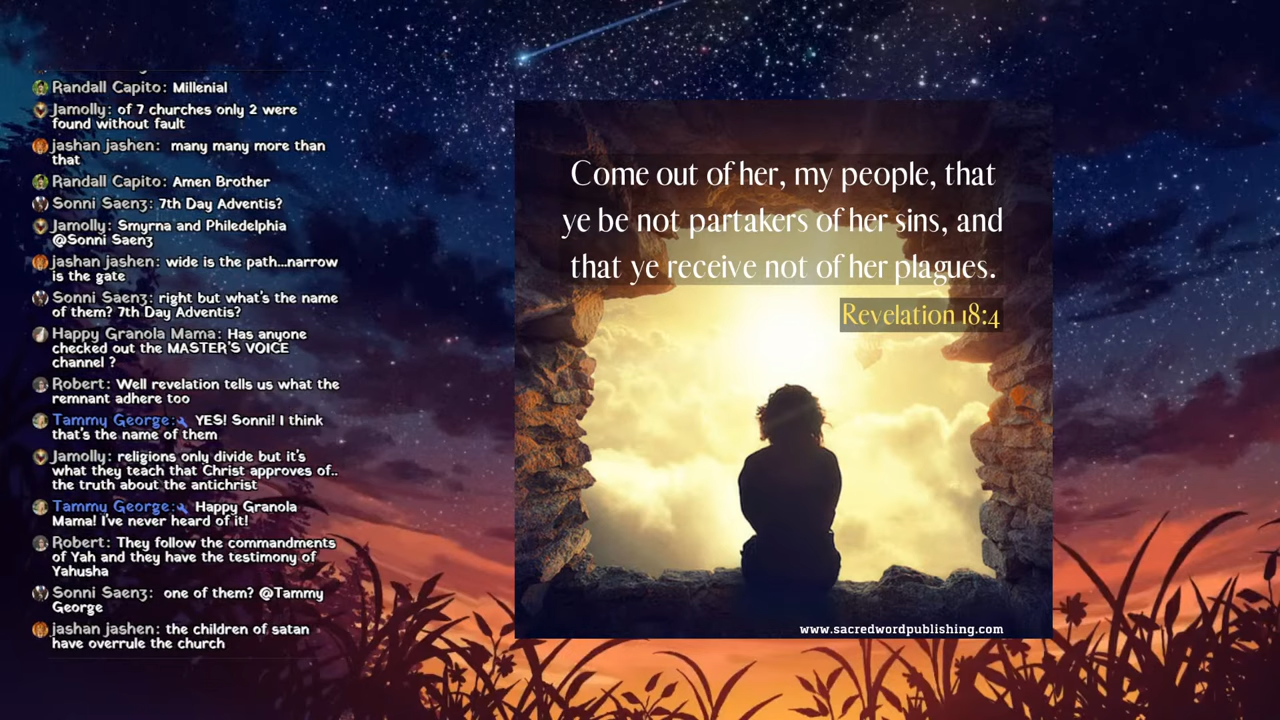 Randall Capito: Millenial
Jamolly: of 7 churches only 2 were
found without fault
jashan jashen: many many more than
that
Randall Capito: Amen Brother
Sonni Saenz: 7th Day Adventis?
Jamolly: Smyrna and Philedelphia
@Sonni Saenz
jashan jashen: wide is the path...narrow
is the gate
Sonni Saenz: right but what's the name
of them? 7th Day Adventis?
Happy Granola Mama: Has anyone
checked out the MASTER'S VOICE
channel ?
Robert: Well revelation tells us what the
remnant adhere too
Tammy George: YES! Sonni! I think
that's the name of them
Jamolly: religions only divide but it's
what they teach that Christ approves of..
the truth about the antichrist
Tammy George: Happy Granola
Mama! I've never heard of it!
Robert: They follow the commandments
of Yah and they have the testimony of
Yahusha
Sonni Saenz: one of them? @Tammy
George
jashan jashen: the children of satan
have overrule the church
Come out of her, my people, that
ye be not partakers of her sins, and
that ye receive not of her plagues.
Revelation 18:4
www.sacredwordpublishing.com